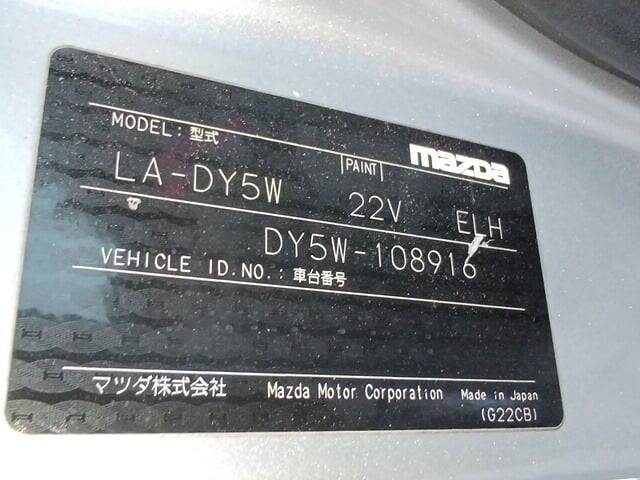 MODEL: 型式 PAINT mazda
LA-DY5W 22V ELH
DY5W-108916
VEHICLE ID.NO.: 車台番号
マツダ株式会社 Mazda Motor Corporation Made in Japan
(G22CB)